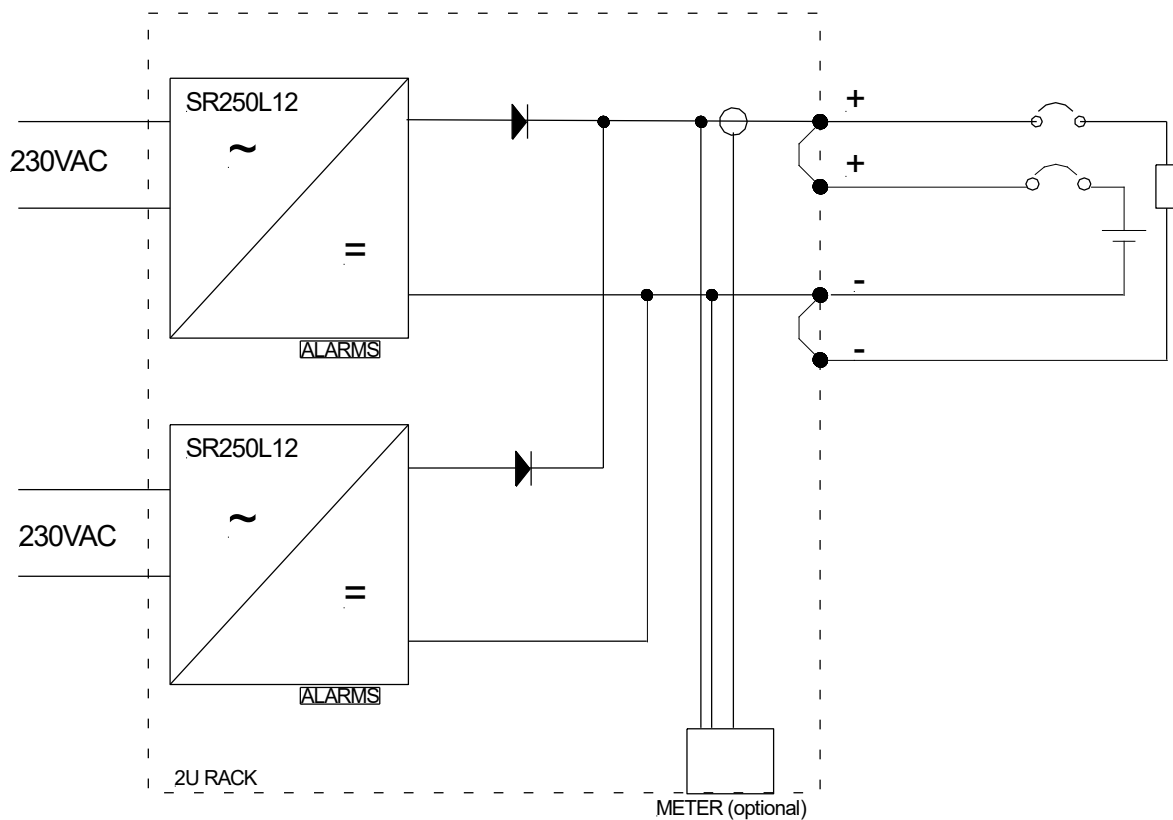 SR250L12
~
230VAC
=
ALARMS
+
+
-
-
SR250L12
~
230VAC
=
ALARMS
2U RACK
METER (optional)